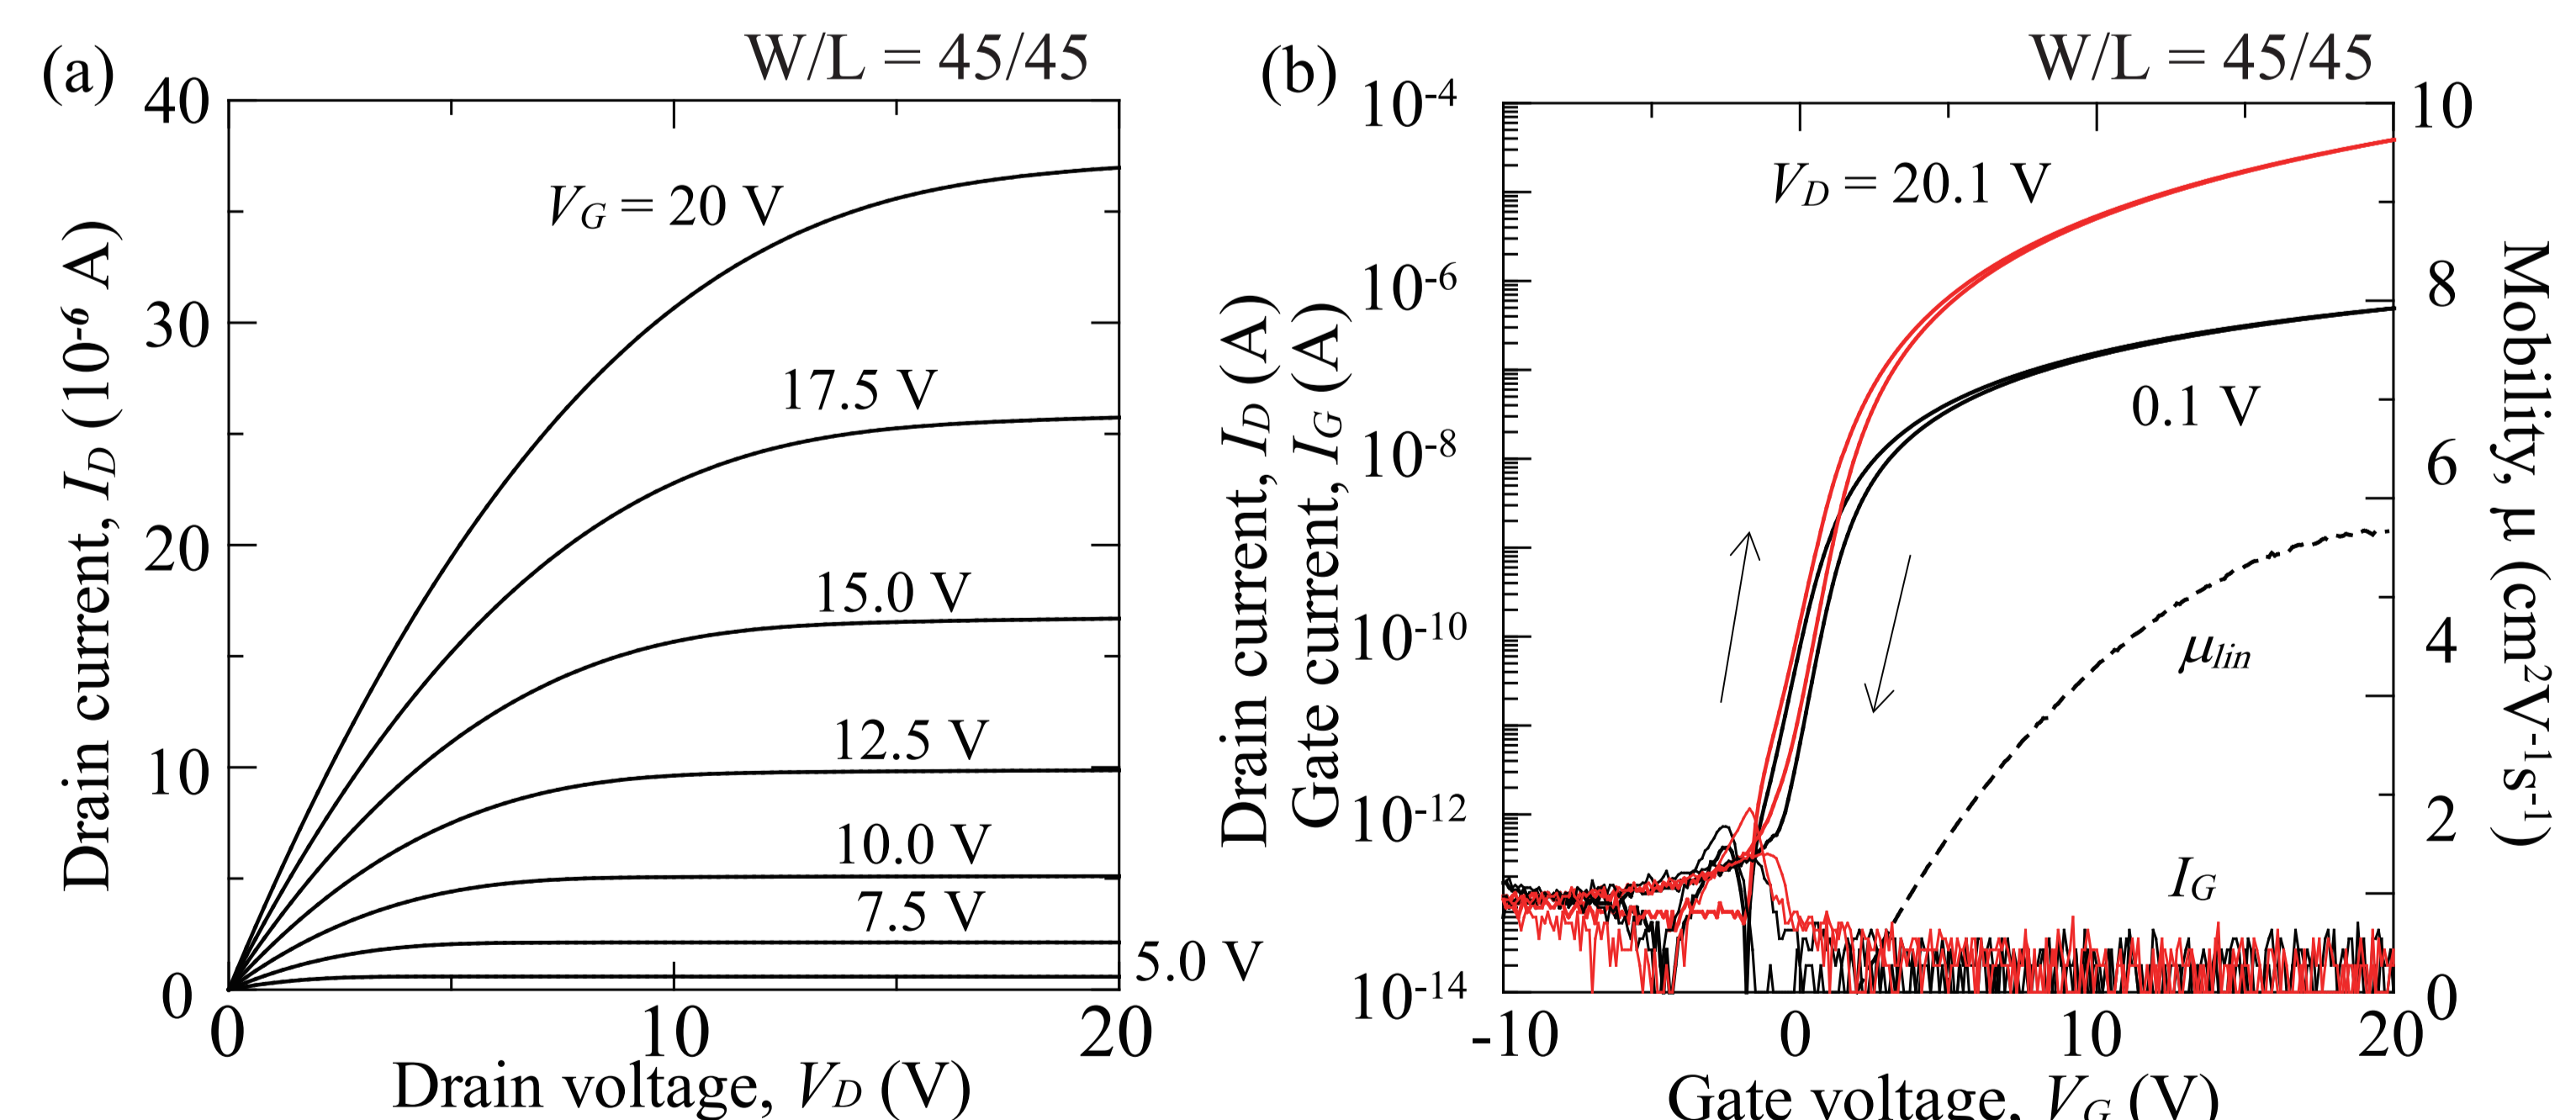 (a)
W/L = 45/45
40
30
20
10
0
Drain current, I_D (10^-6 A)
V_G = 20 V
17.5 V
15.0 V
12.5 V
10.0 V
7.5 V
5.0 V
0
10
20
Drain voltage, V_D (V)
(b)
W/L = 45/45
10^-4
10^-6
10^-8
10^-10
10^-12
10^-14
Drain current, I_D (A)
Gate current, I_G (A)
V_D = 20.1 V
0.1 V
μ_lin
I_G
10
8
6
4
2
0
Mobility, μ (cm^2V^-1s^-1)
-10
0
10
20
Gate voltage, V_G (V)